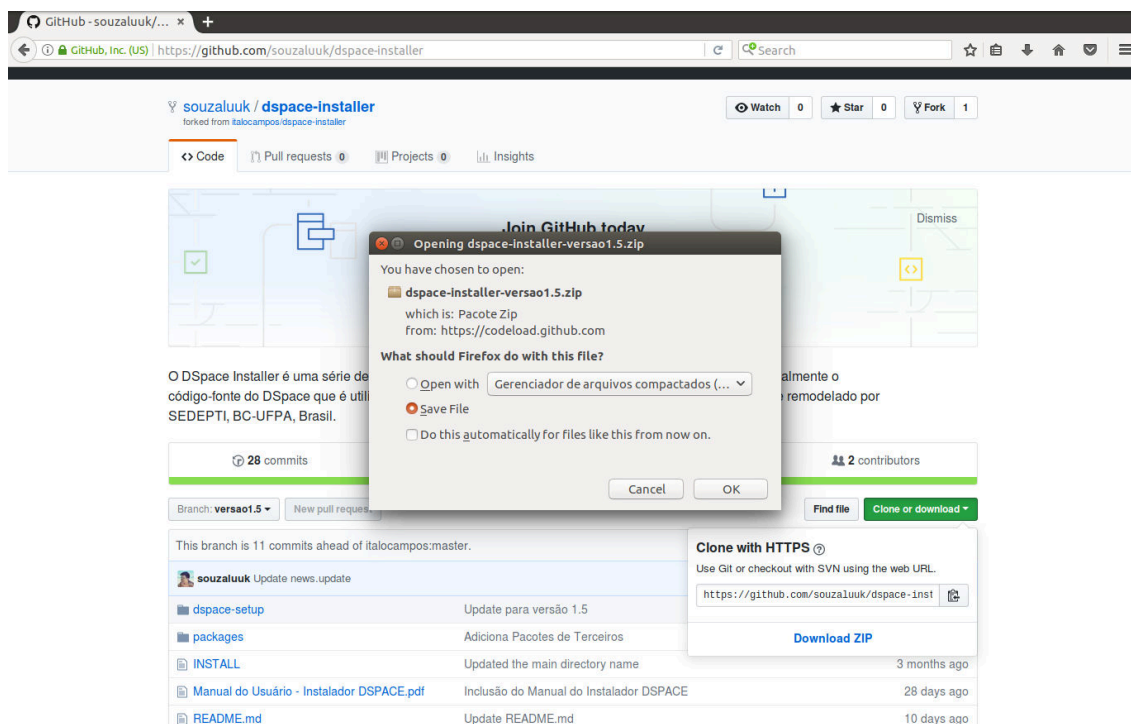 GitHub - souzaluuk/... × +
GitHub, Inc. (US) https://github.com/souzaluuk/dspace-installer Search
souzaluuk / dspace-installer
forked from italocampos/dspace-installer
Watch 0 Star 0 Fork 1
<> Code Pull requests 0 Projects 0 Insights
Join GitHub today
Dismiss
Opening dspace-installer-versao1.5.zip
You have chosen to open:
dspace-installer-versao1.5.zip
which is: Pacote Zip
from: https://codeload.github.com
What should Firefox do with this file?
Open with Gerenciador de arquivos compactados (...
Save File
Do this automatically for files like this from now on.
Cancel OK
O DSpace Installer é uma série de almente o
código-fonte do DSpace que é utili remodelado por
SEDEPTI, BC-UFPA, Brasil.
28 commits 2 contributors
Branch: versao1.5 New pull request Find file Clone or download
This branch is 11 commits ahead of italocampos:master.
souzaluuk Update news.update
Clone with HTTPS
Use Git or checkout with SVN using the web URL.
https://github.com/souzaluuk/dspace-inst
Download ZIP
dspace-setup Update para versão 1.5
packages Adiciona Pacotes de Terceiros
INSTALL Updated the main directory name 3 months ago
Manual do Usuário - Instalador DSPACE.pdf Inclusão do Manual do Instalador DSPACE 28 days ago
README.md Update README.md 10 days ago